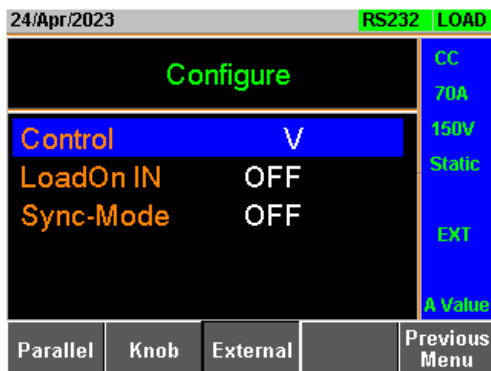 24/Apr/2023 RS232 LOAD
Configure
CC
70A
150V
Static
EXT
A Value
Control V
LoadOn IN OFF
Sync-Mode OFF
Parallel Knob External Previous Menu